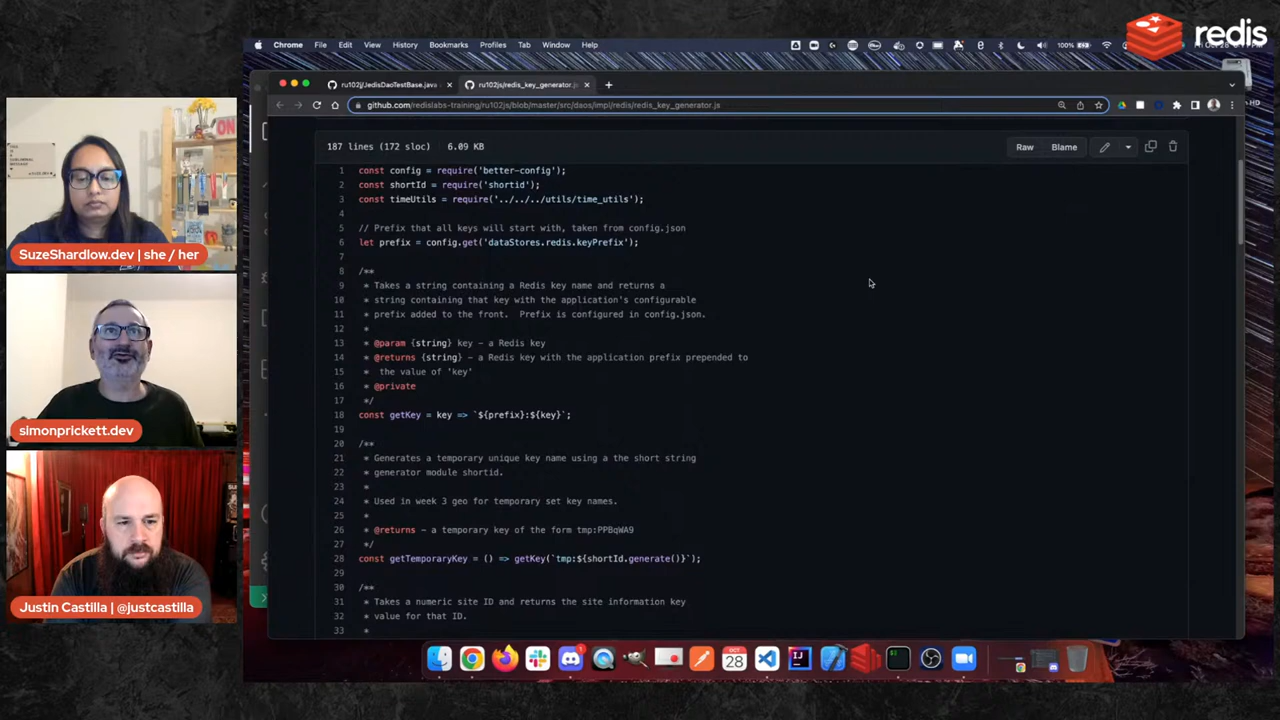 redis
Chrome File Edit View History Bookmarks Profiles Tab Window Help
100%
ru102j/JedisDaoTestBase.java
ru102js/redis_key_generator.js
github.com/redislabs-training/ru102js/blob/master/src/daos/impl/redis/redis_key_generator.js
187 lines (172 sloc) 6.09 KB
Raw Blame
1 const config = require('better-config');
2 const shortId = require('shortid');
3 const timeUtils = require('../../../utils/time_utils');
4
5 // Prefix that all keys will start with, taken from config.json
6 let prefix = config.get('dataStores.redis.keyPrefix');
7
8 /**
9 * Takes a string containing a Redis key name and returns a
10 * string containing that key with the application's configurable
11 * prefix added to the front. Prefix is configured in config.json.
12 *
13 * @param {string} key - a Redis key
14 * @returns {string} - a Redis key with the application prefix prepended to
15 * the value of 'key'
16 * @private
17 */
18 const getKey = key => `${prefix}:${key}`;
19
20 /**
21 * Generates a temporary unique key name using a the short string
22 * generator module shortid.
23 *
24 * Used in week 3 geo for temporary set key names.
25 *
26 * @returns - a temporary key of the form tmp:PPBqWA9
27 */
28 const getTemporaryKey = () => getKey(`tmp:${shortId.generate()}`);
29
30 /**
31 * Takes a numeric site ID and returns the site information key
32 * value for that ID.
33 *
SuzeShardlow.dev | she / her
simonprickett.dev
Justin Castilla | @justcastilla
OCT
28